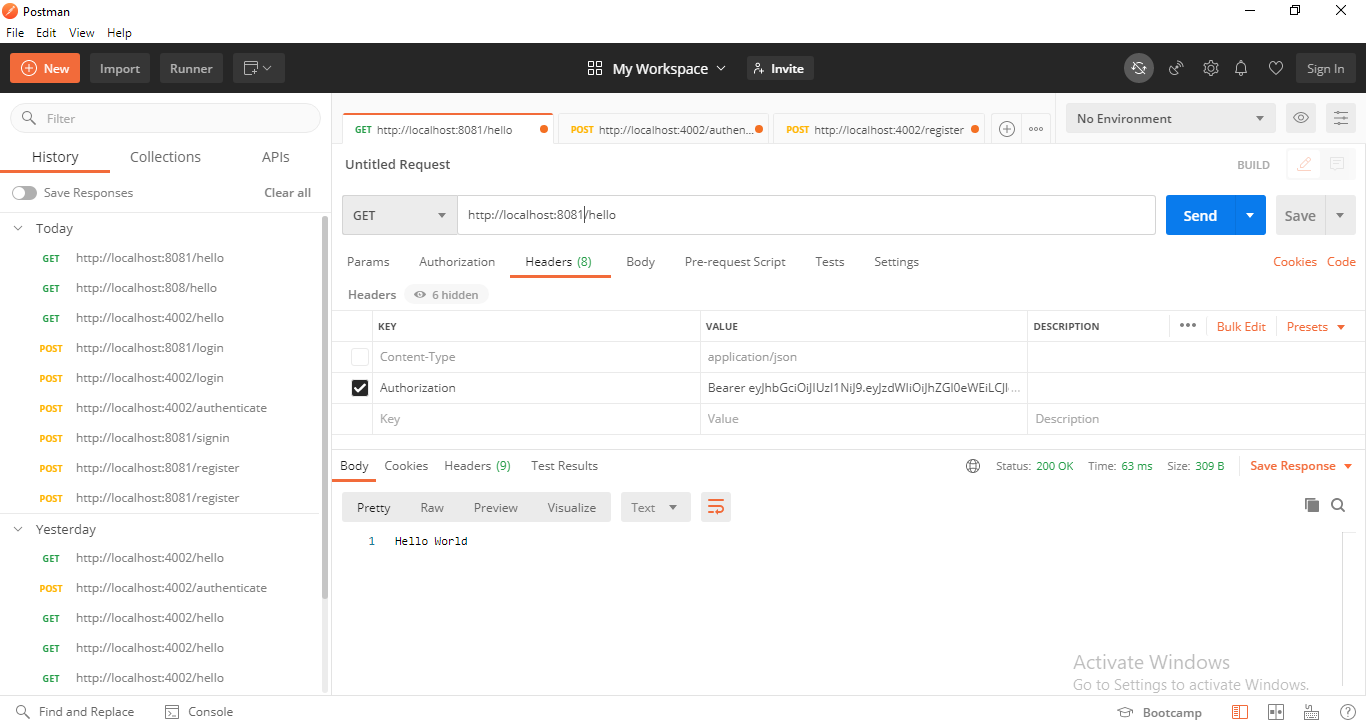 Postman
File Edit View Help
New Import Runner My Workspace Invite Sign In
Filter
History Collections APIs
Save Responses Clear all
Today
GET http://localhost:8081/hello
GET http://localhost:808/hello
GET http://localhost:4002/hello
POST http://localhost:8081/login
POST http://localhost:4002/login
POST http://localhost:4002/authenticate
POST http://localhost:8081/signin
POST http://localhost:8081/register
POST http://localhost:8081/register
Yesterday
GET http://localhost:4002/hello
POST http://localhost:4002/authenticate
GET http://localhost:4002/hello
GET http://localhost:4002/hello
GET http://localhost:4002/hello
GET http://localhost:8081/hello POST http://localhost:4002/authen... POST http://localhost:4002/register No Environment
Untitled Request BUILD
GET http://localhost:8081/hello Send Save
Params Authorization Headers (8) Body Pre-request Script Tests Settings Cookies Code
Headers 6 hidden
KEY VALUE DESCRIPTION Bulk Edit Presets
Content-Type application/json
Authorization Bearer
Key Value Description
Body Cookies Headers (9) Test Results Status: 200 OK Time: 63 ms Size: 309 B Save Response
Pretty Raw Preview Visualize Text
1 Hello World
Activate Windows
Go to Settings to activate Windows.
Find and Replace Console Bootcamp